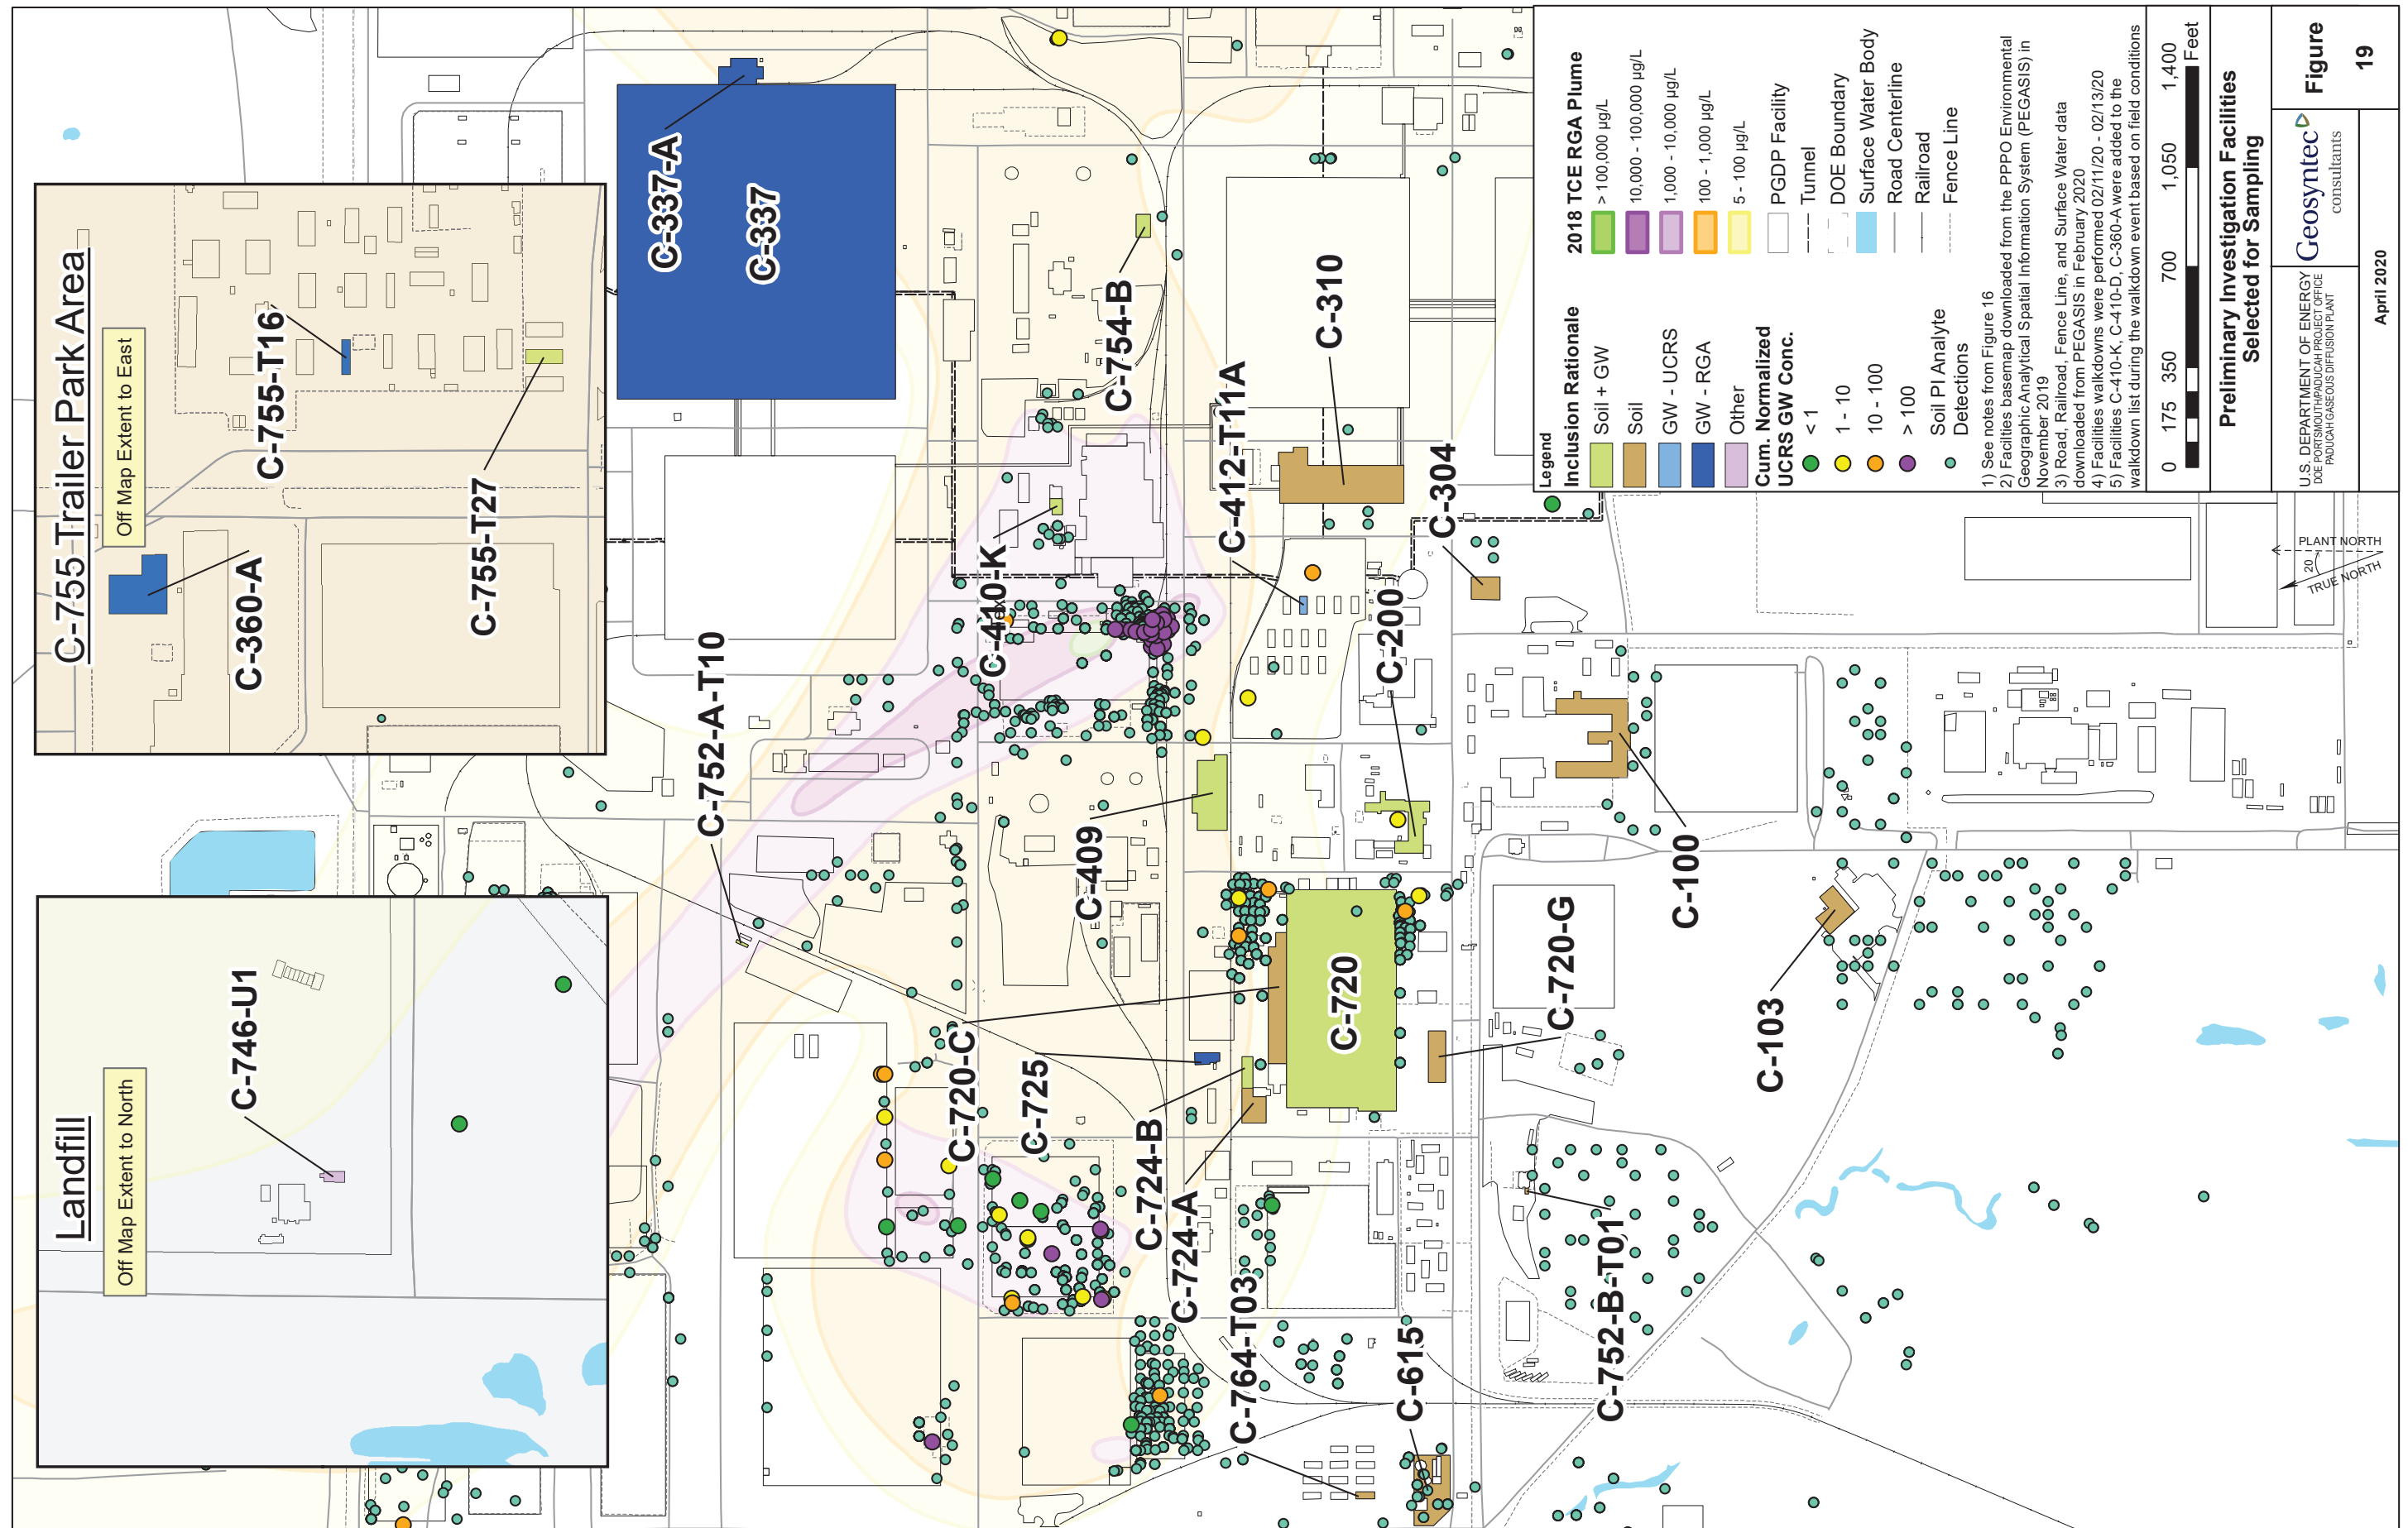 C-755 Trailer Park Area
Off Map Extent to East
C-755-T16
C-360-A
C-755-T27
Landfill
Off Map Extent to North
C-746-U1
C-337-A
C-337
C-752-A-T10
C-410-K
C-754-B
C-412-T11A
C-310
C-304
C-200
C-409
C-100
C-720
C-720-C
C-720-G
C-725
C-724-B
C-724-A
C-764-T03
C-615
C-752-B-T01
C-103
PLANT NORTH
20
TRUE NORTH
Legend
Inclusion Rationale
Soil + GW
Soil
GW - UCRS
GW - RGA
Other
Cum. Normalized
UCRS GW Conc.
< 1
1 - 10
10 - 100
> 100
Soil PI Analyte
Detections
2018 TCE RGA Plume
> 100,000 µg/L
10,000 - 100,000 µg/L
1,000 - 10,000 µg/L
100 - 1,000 µg/L
5 - 100 µg/L
PGDP Facility
Tunnel
DOE Boundary
Surface Water Body
Road Centerline
Railroad
Fence Line
1) See notes from Figure 16
2) Facilties basemap downloaded from the PPPO Environmental
Geographic Analytical Spatial Information System (PEGASIS) in
November 2019
3) Road, Railroad, Fence Line, and Surface Water data
downloaded from PEGASIS in February 2020
4) Facilities walkdowns were performed 02/11/20 - 02/13/20
5) Facilities C-410-K, C-410-D, C-360-A were added to the
walkdown list during the walkdown event based on field conditions
0 175 350 700 1,050 1,400
Feet
Preliminary Investigation Facilities
Selected for Sampling
U.S. DEPARTMENT OF ENERGY
DOE PORTSMOUTH/PADUCAH PROJECT OFFICE
PADUCAH GASEOUS DIFFUSION PLANT
Geosyntec
consultants
April 2020
Figure
19